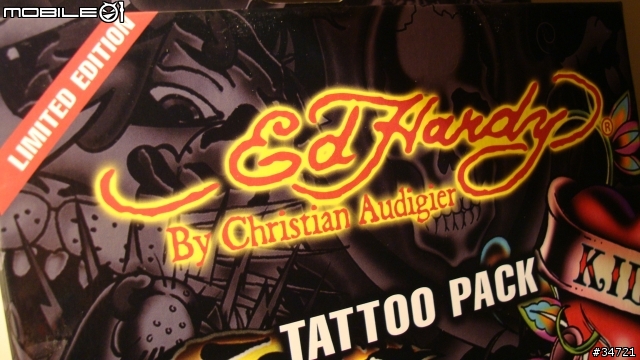 MOBILE01
LIMITED EDITION
Ed Hardy®
By Christian Audigier
TATTOO PACK
#34721